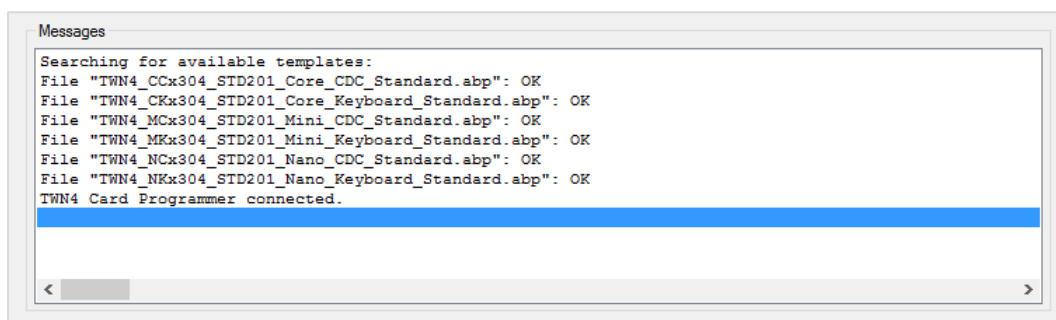 Messages
Searching for available templates:
File "TWN4_CCx304_STD201_Core_CDC_Standard.abp": OK
File "TWN4_CKx304_STD201_Core_Keyboard_Standard.abp": OK
File "TWN4_MCx304_STD201_Mini_CDC_Standard.abp": OK
File "TWN4_MKx304_STD201_Mini_Keyboard_Standard.abp": OK
File "TWN4_NCx304_STD201_Nano_CDC_Standard.abp": OK
File "TWN4_NKx304_STD201_Nano_Keyboard_Standard.abp": OK
TWN4 Card Programmer connected.